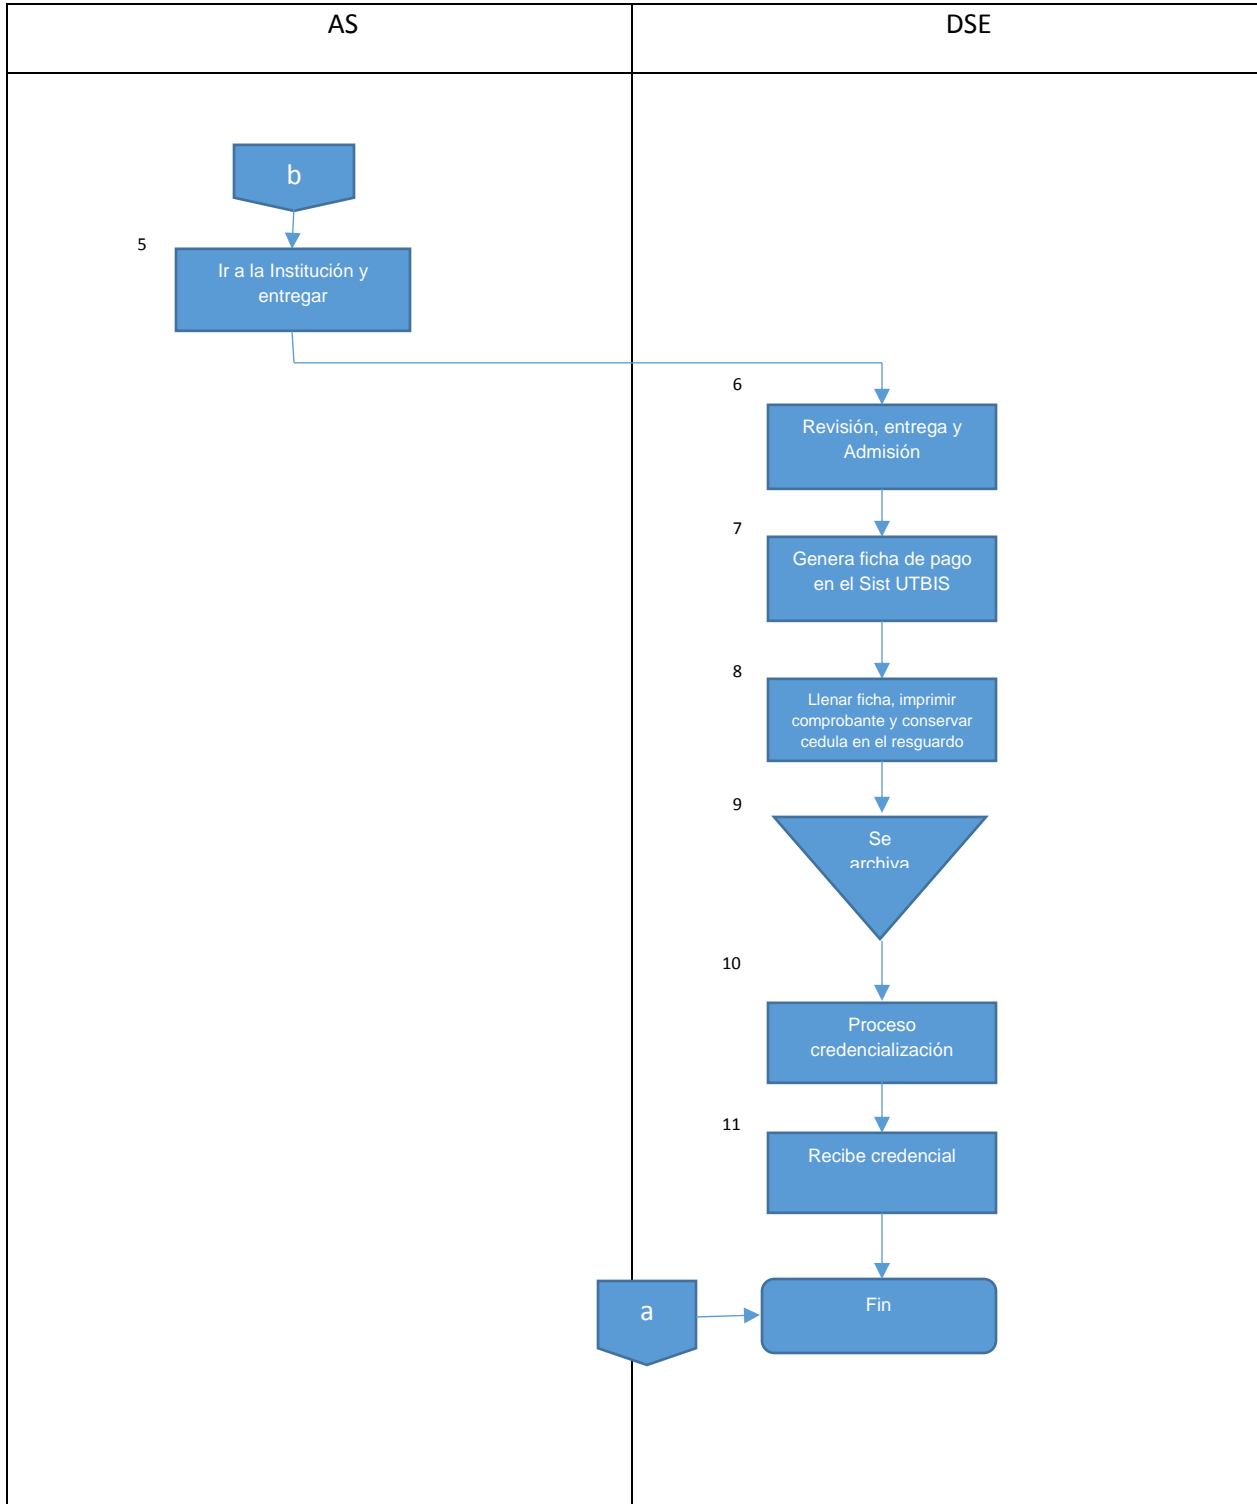 AS
DSE
b
5
Ir a la Institución y
entregar
6
Revisión, entrega y
Admisión
7
Genera ficha de pago
en el Sist UTBIS
8
Llenar ficha, imprimir
comprobante y conservar
cedula en el resguardo
9
Se
archiva
10
Proceso
credencialización
11
Recibe credencial
a
Fin